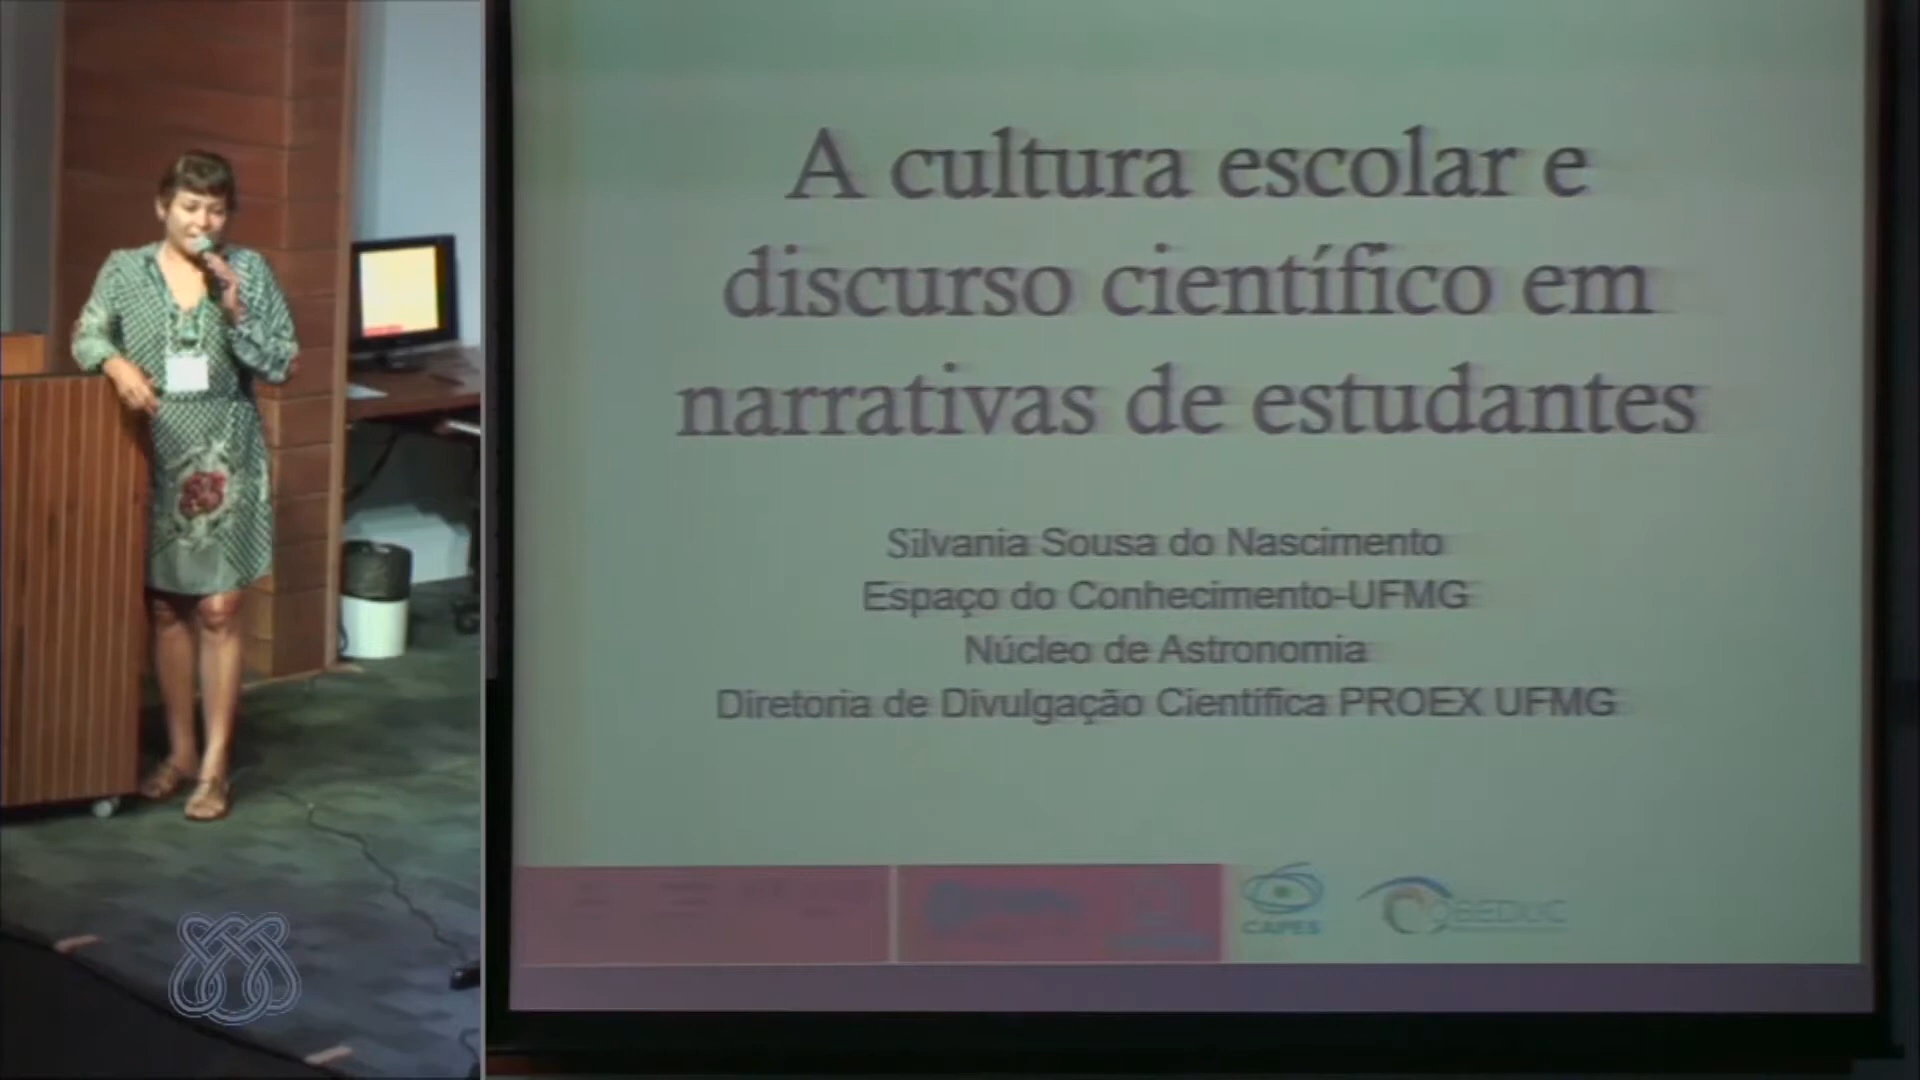 A cultura escolar e
discurso científico em
narrativas de estudantes
Silvania Sousa do Nascimento
Espaço do Conhecimento-UFMG
Núcleo de Astronomia
Diretoria de Divulgação Científica PROEX UFMG
CAPES
OBEDUC